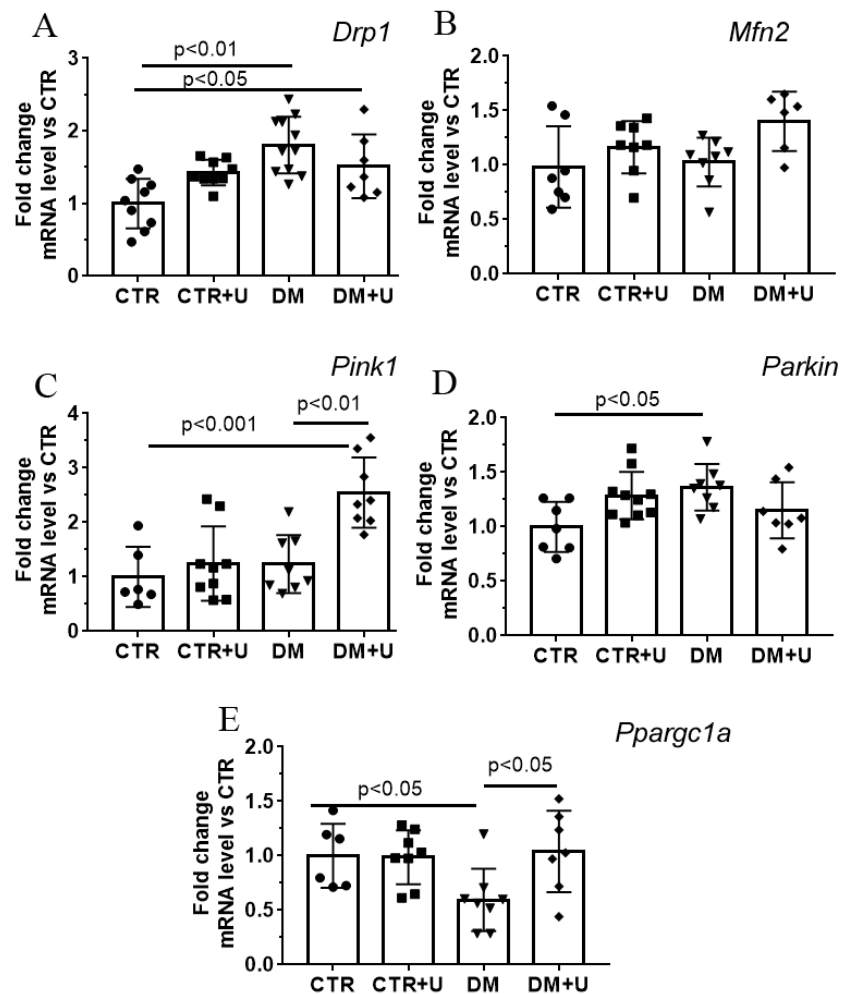 A
Drp1
p<0.01
p<0.05
Fold change
mRNA level vs CTR
3
2
1
0
CTR CTR+U DM DM+U
B
Mfn2
Fold change
mRNA level vs CTR
2.0
1.5
1.0
0.5
0.0
CTR CTR+U DM DM+U
C
Pink1
p<0.01
p<0.001
Fold change
mRNA level vs CTR
4
3
2
1
0
CTR CTR+U DM DM+U
D
Parkin
p<0.05
Fold change
mRNA level vs CTR
2.0
1.5
1.0
0.5
0.0
CTR CTR+U DM DM+U
E
Ppargc1a
p<0.05
p<0.05
Fold change
mRNA level vs CTR
2.0
1.5
1.0
0.5
0.0
CTR CTR+U DM DM+U